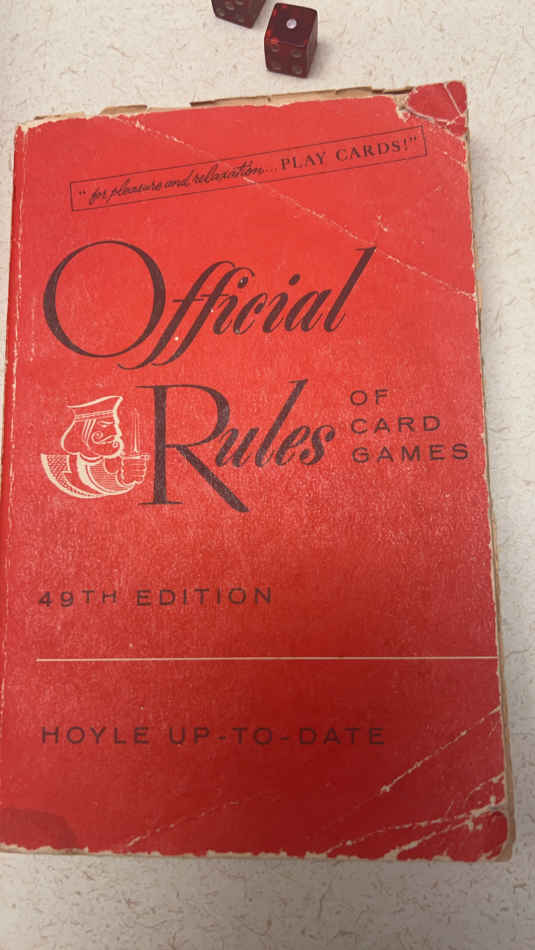 " for pleasure and relaxation... PLAY CARDS!"
Official
Rules
OF
CARD
GAMES
49TH EDITION
HOYLE UP-TO-DATE